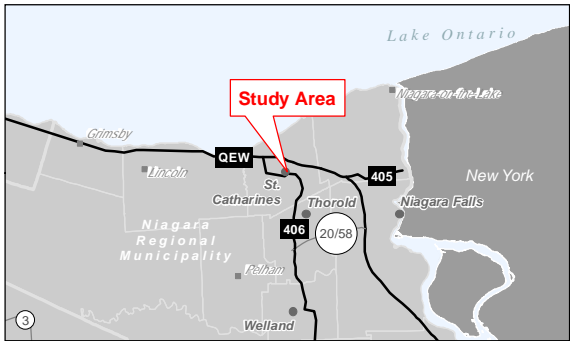 Lake Ontario
Niagara-on-the-Lake
Study Area
Grimsby
QEW
Lincoln
405
New York
St.
Catharines
Thorold
Niagara Falls
Niagara
Regional
Municipality
406
20/58
Pelham
Welland
3